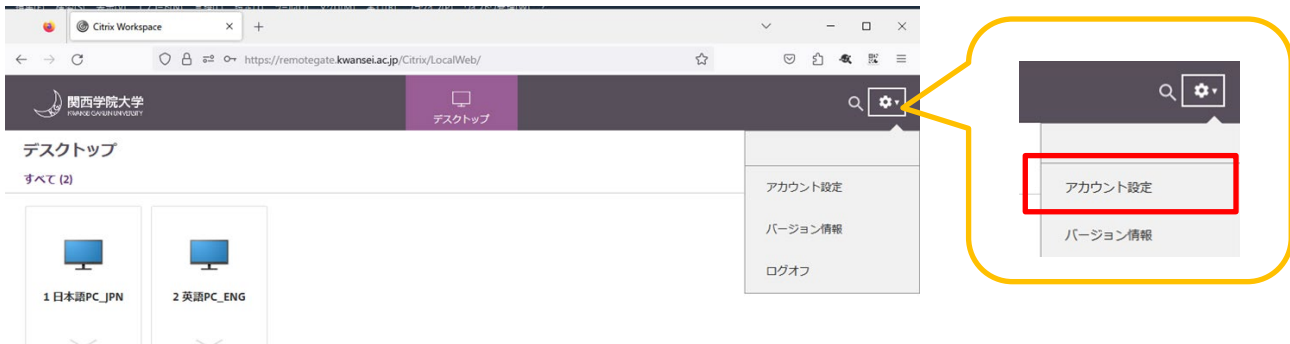 Citrix Workspace
https://remotegate.kwansei.ac.jp/Citrix/LocalWeb/
関西学院大学
KWANSEI GAKUIN UNIVERSITY
デスクトップ
デスクトップ
すべて (2)
1 日本語PC_JPN
2 英語PC_ENG
アカウント設定
バージョン情報
ログオフ
アカウント設定
バージョン情報